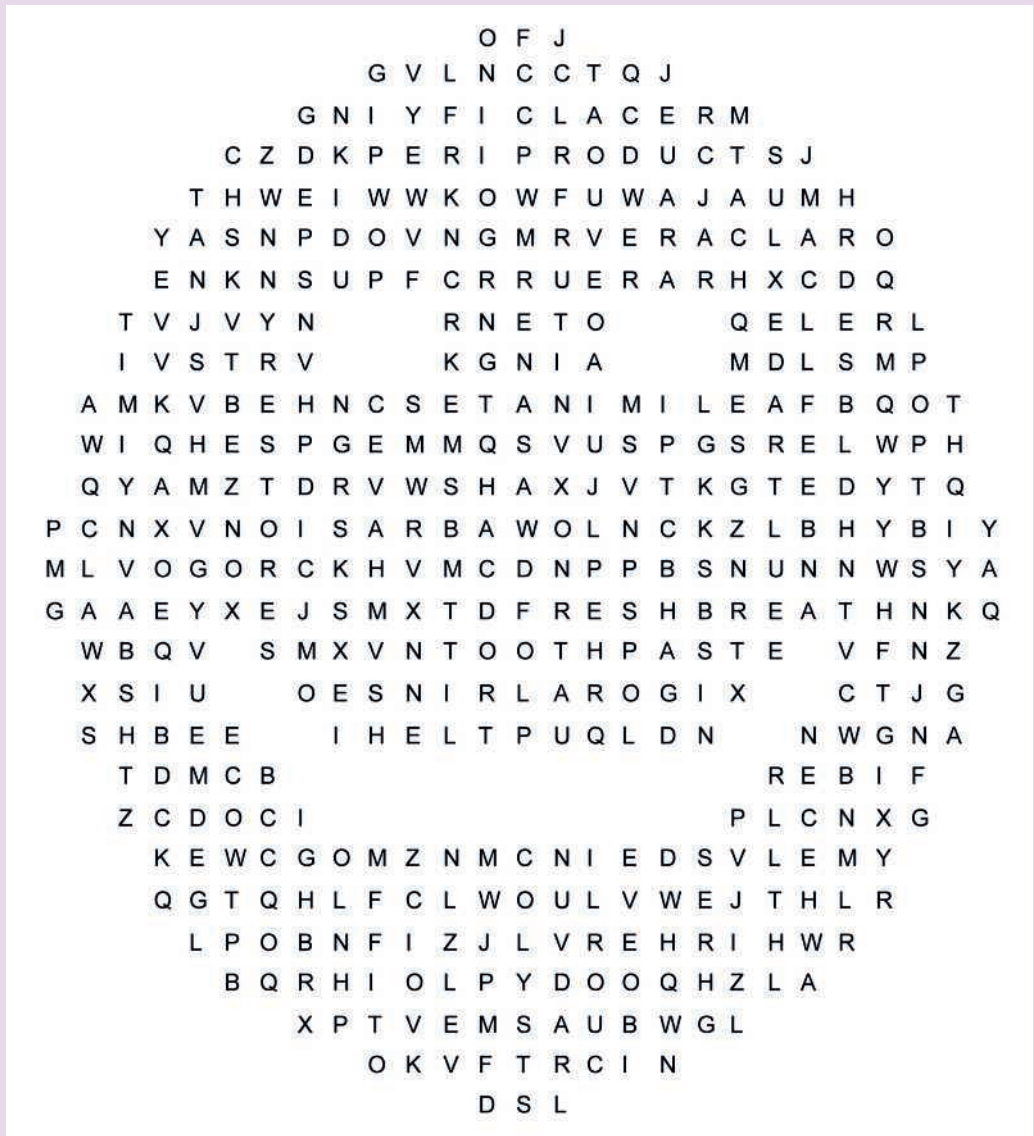 O F J
G V L N C C T Q J
G N I Y F I C L A C E R M
C Z D K P E R I P R O D U C T S J
T H W E I W W K O W F U W A J A U M H
Y A S N P D O V N G M R V E R A C L A R O
E N K N S U P F C R R U E R A R H X C D Q
T V J V Y N R N E T O Q E L E R L
I V S T R V K G N I A M D L S M P
A M K V B E H N C S E T A N I M I L E A F B Q O T
W I Q H E S P G E M M Q S V U S P G S R E L W P H
Q Y A M Z T D R V W S H A X J V T K G T E D Y T Q
P C N X V N O I S A R B A W O L N C K Z L B H Y B I Y
M L V O G O R C K H V M C D N P P B S N U N N W S Y A
G A A E Y X E J S M X T D F R E S H B R E A T H N K Q
W B Q V S M X V N T O O T H P A S T E V F N Z
X S I U O E S N I R L A R O G I X C T J G
S H B E E I H E L T P U Q L D N N W G N A
T D M C B R E B I F
Z C D O C I P L C N X G
K E W C G O M Z N M C N I E D S V L E M Y
Q G T Q H L F C L W O U L V W E J T H L R
L P O B N F I Z J L V R E H R I H W R
B Q R H I O L P Y D O O Q H Z L A
X P T V E M S A U B W G L
O K V F T R C I N
D S L